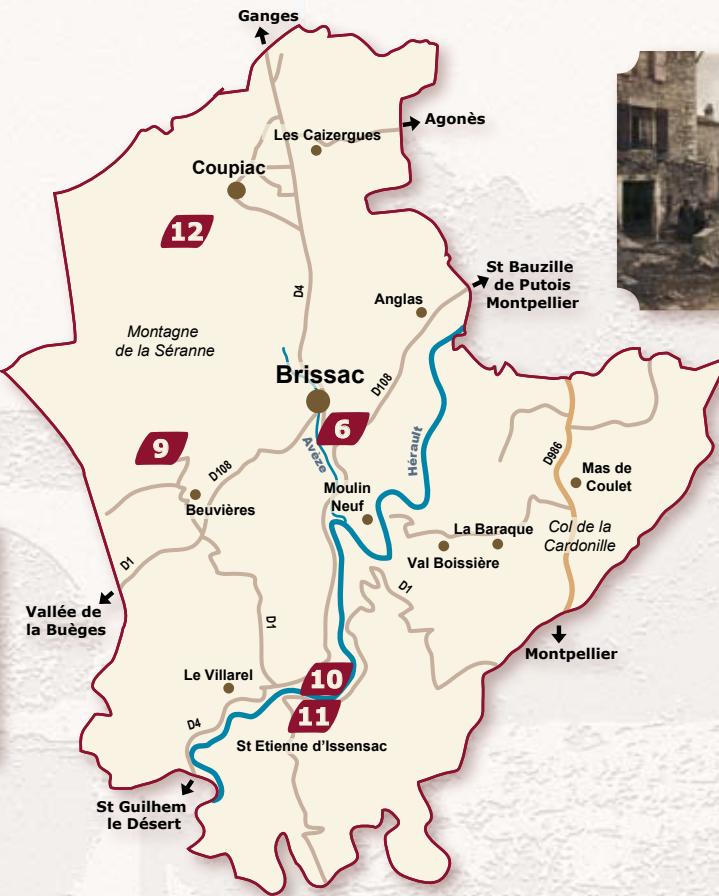 Ganges
Agonès
Les Caizergues
Coupiac
12
St Bauzille
de Putois
Montpellier
D4
Anglas
Montagne
de la Séranne
Brissac
D108
6
9
Avèze
Hérault
D986
D108
Mas de
Coulet
Moulin
Neuf
Beuvières
La Baraque
Col de la
Cardonille
Val Boissière
D1
D1
Vallée de
la Buèges
D1
Montpellier
Le Villarel
10
11
D4
St Etienne d'Issensac
St Guilhem
le Désert